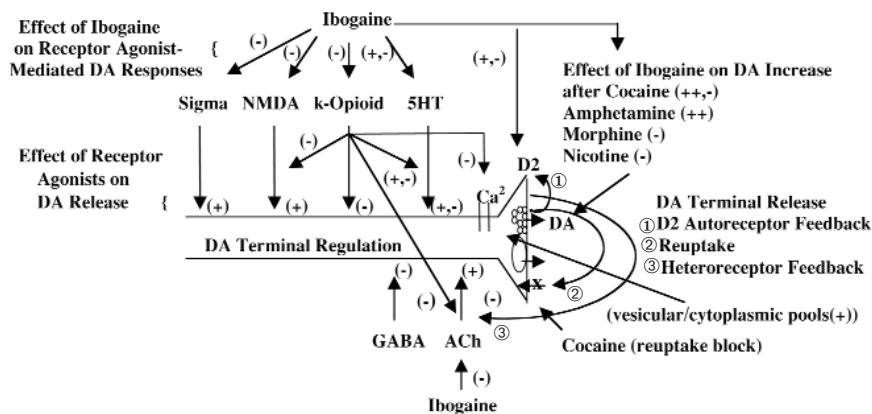 Ibogaine
Effect of Ibogaine
on Receptor Agonist-
Mediated DA Responses
{
(-)
(-)
(-)
(+,-)
(+,-)
Effect of Ibogaine on DA Increase
after Cocaine (++,-)
Amphetamine (++)
Morphine (-)
Nicotine (-)
Sigma NMDA k-Opioid 5HT
Effect of Receptor
Agonists on
DA Release
{
(-)
(+,-)
(-)
D2
①
Ca2
(+) (+) (-) (+,-)
DA
DA Terminal Release
①D2 Autoreceptor Feedback
②Reuptake
③Heteroreceptor Feedback
DA Terminal Regulation
(-)
(+)
(-)
(-)
X
②
(vesicular/cytoplasmic pools(+))
GABA ACh
③
Cocaine (reuptake block)
(-)
Ibogaine